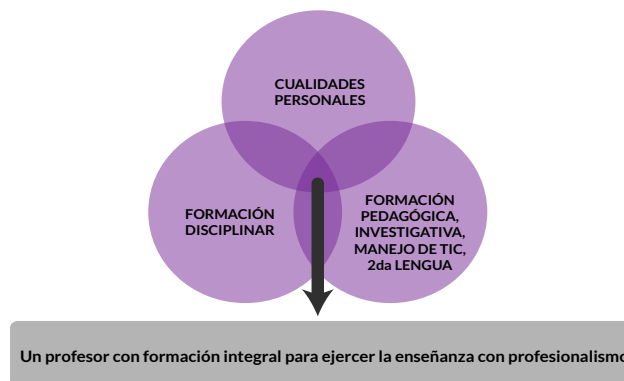 CUALIDADES
PERSONALES
FORMACIÓN
DISCIPLINAR
FORMACIÓN
PEDAGÓGICA,
INVESTIGATIVA,
MANEJO DE TIC,
2da LENGUA
Un profesor con formación integral para ejercer la enseñanza con profesionalismo